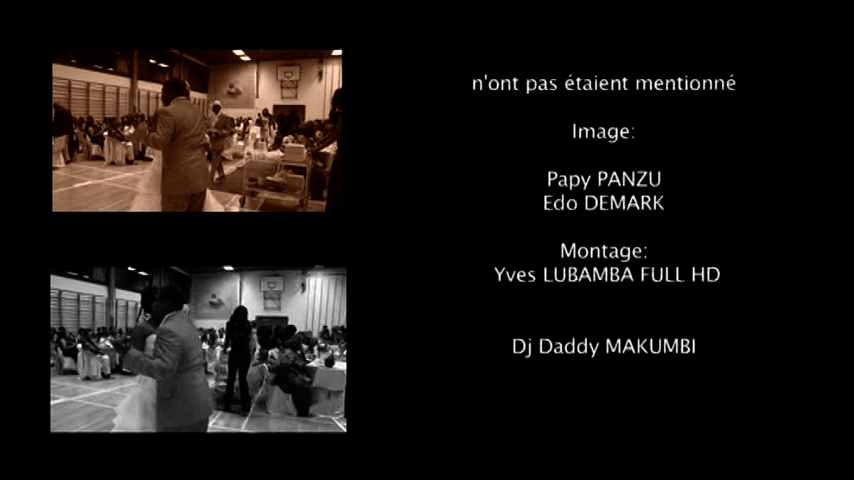 n'ont pas étaient mentionné
Image:
Papy PANZU
Edo DEMARK
Montage:
Yves LUBAMBA FULL HD
Dj Daddy MAKUMBI